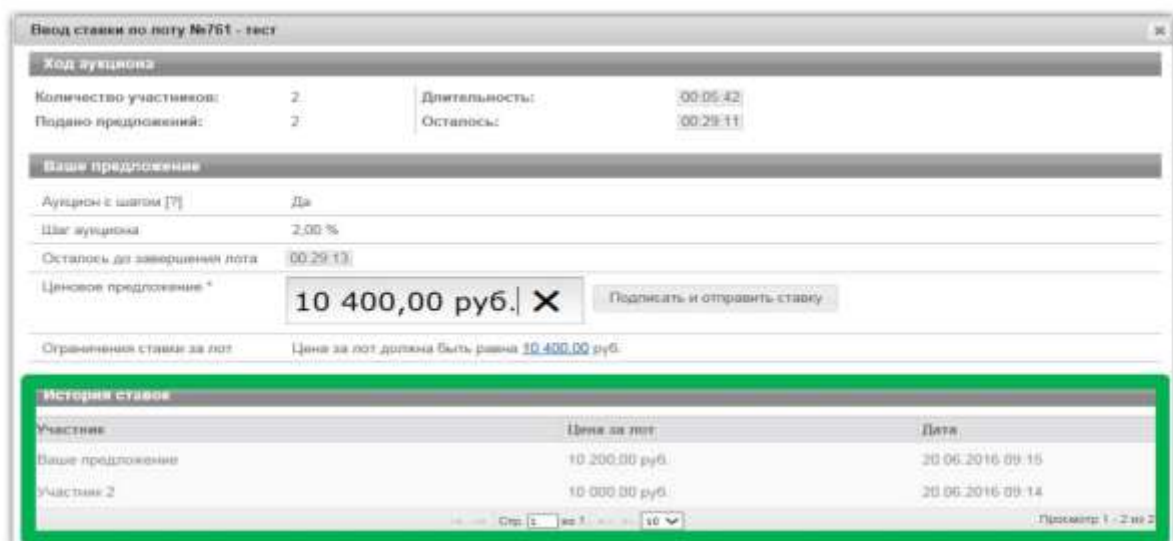 Ввод ставки по лоту №761 - тест
Ход аукциона
Количество участников: 2 Длительность: 00:05:42
Подано предложений: 2 Осталось: 00:29:11
Ваше предложение
Аукцион с шагом [?] Да
Шаг аукциона 2,00 %
Осталось до завершения лота 00:29:13
Ценовое предложение * 10 400,00 руб. Подписать и отправить ставку
Ограничения ставки за лот Цена за лот должна быть равна 10 400,00 руб.
История ставок
Участник Цена за лот Дата
Ваше предложение 10 200,00 руб. 20.06.2016 09:15
Участник 2 10 000,00 руб. 20.06.2016 09:14
Стр. 1 из 1 10 Просмотр 1 - 2 из 2